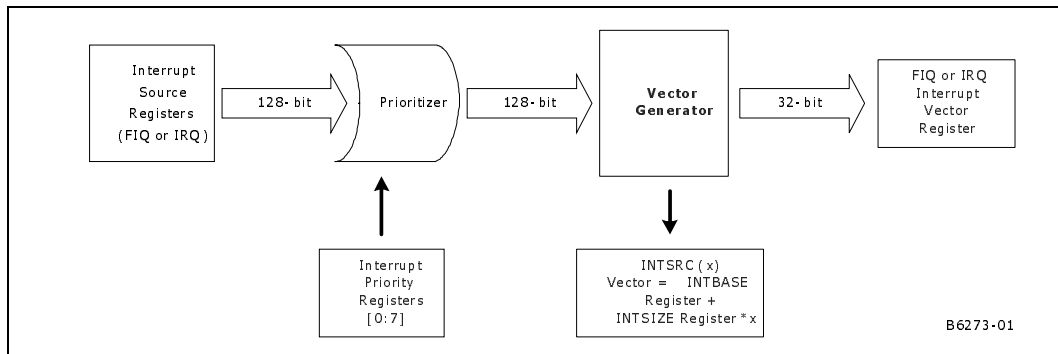 Interrupt
Source
Registers
(FIQ or IRQ)
128- bit
Prioritizer
128- bit
Vector
Generator
32- bit
FIQ or IRQ
Interrupt
Vector
Register
Interrupt
Priority
Registers
[0:7]
INTSRC (x)
Vector = INTBASE
Register +
INTSIZE Register * x
B6273-01